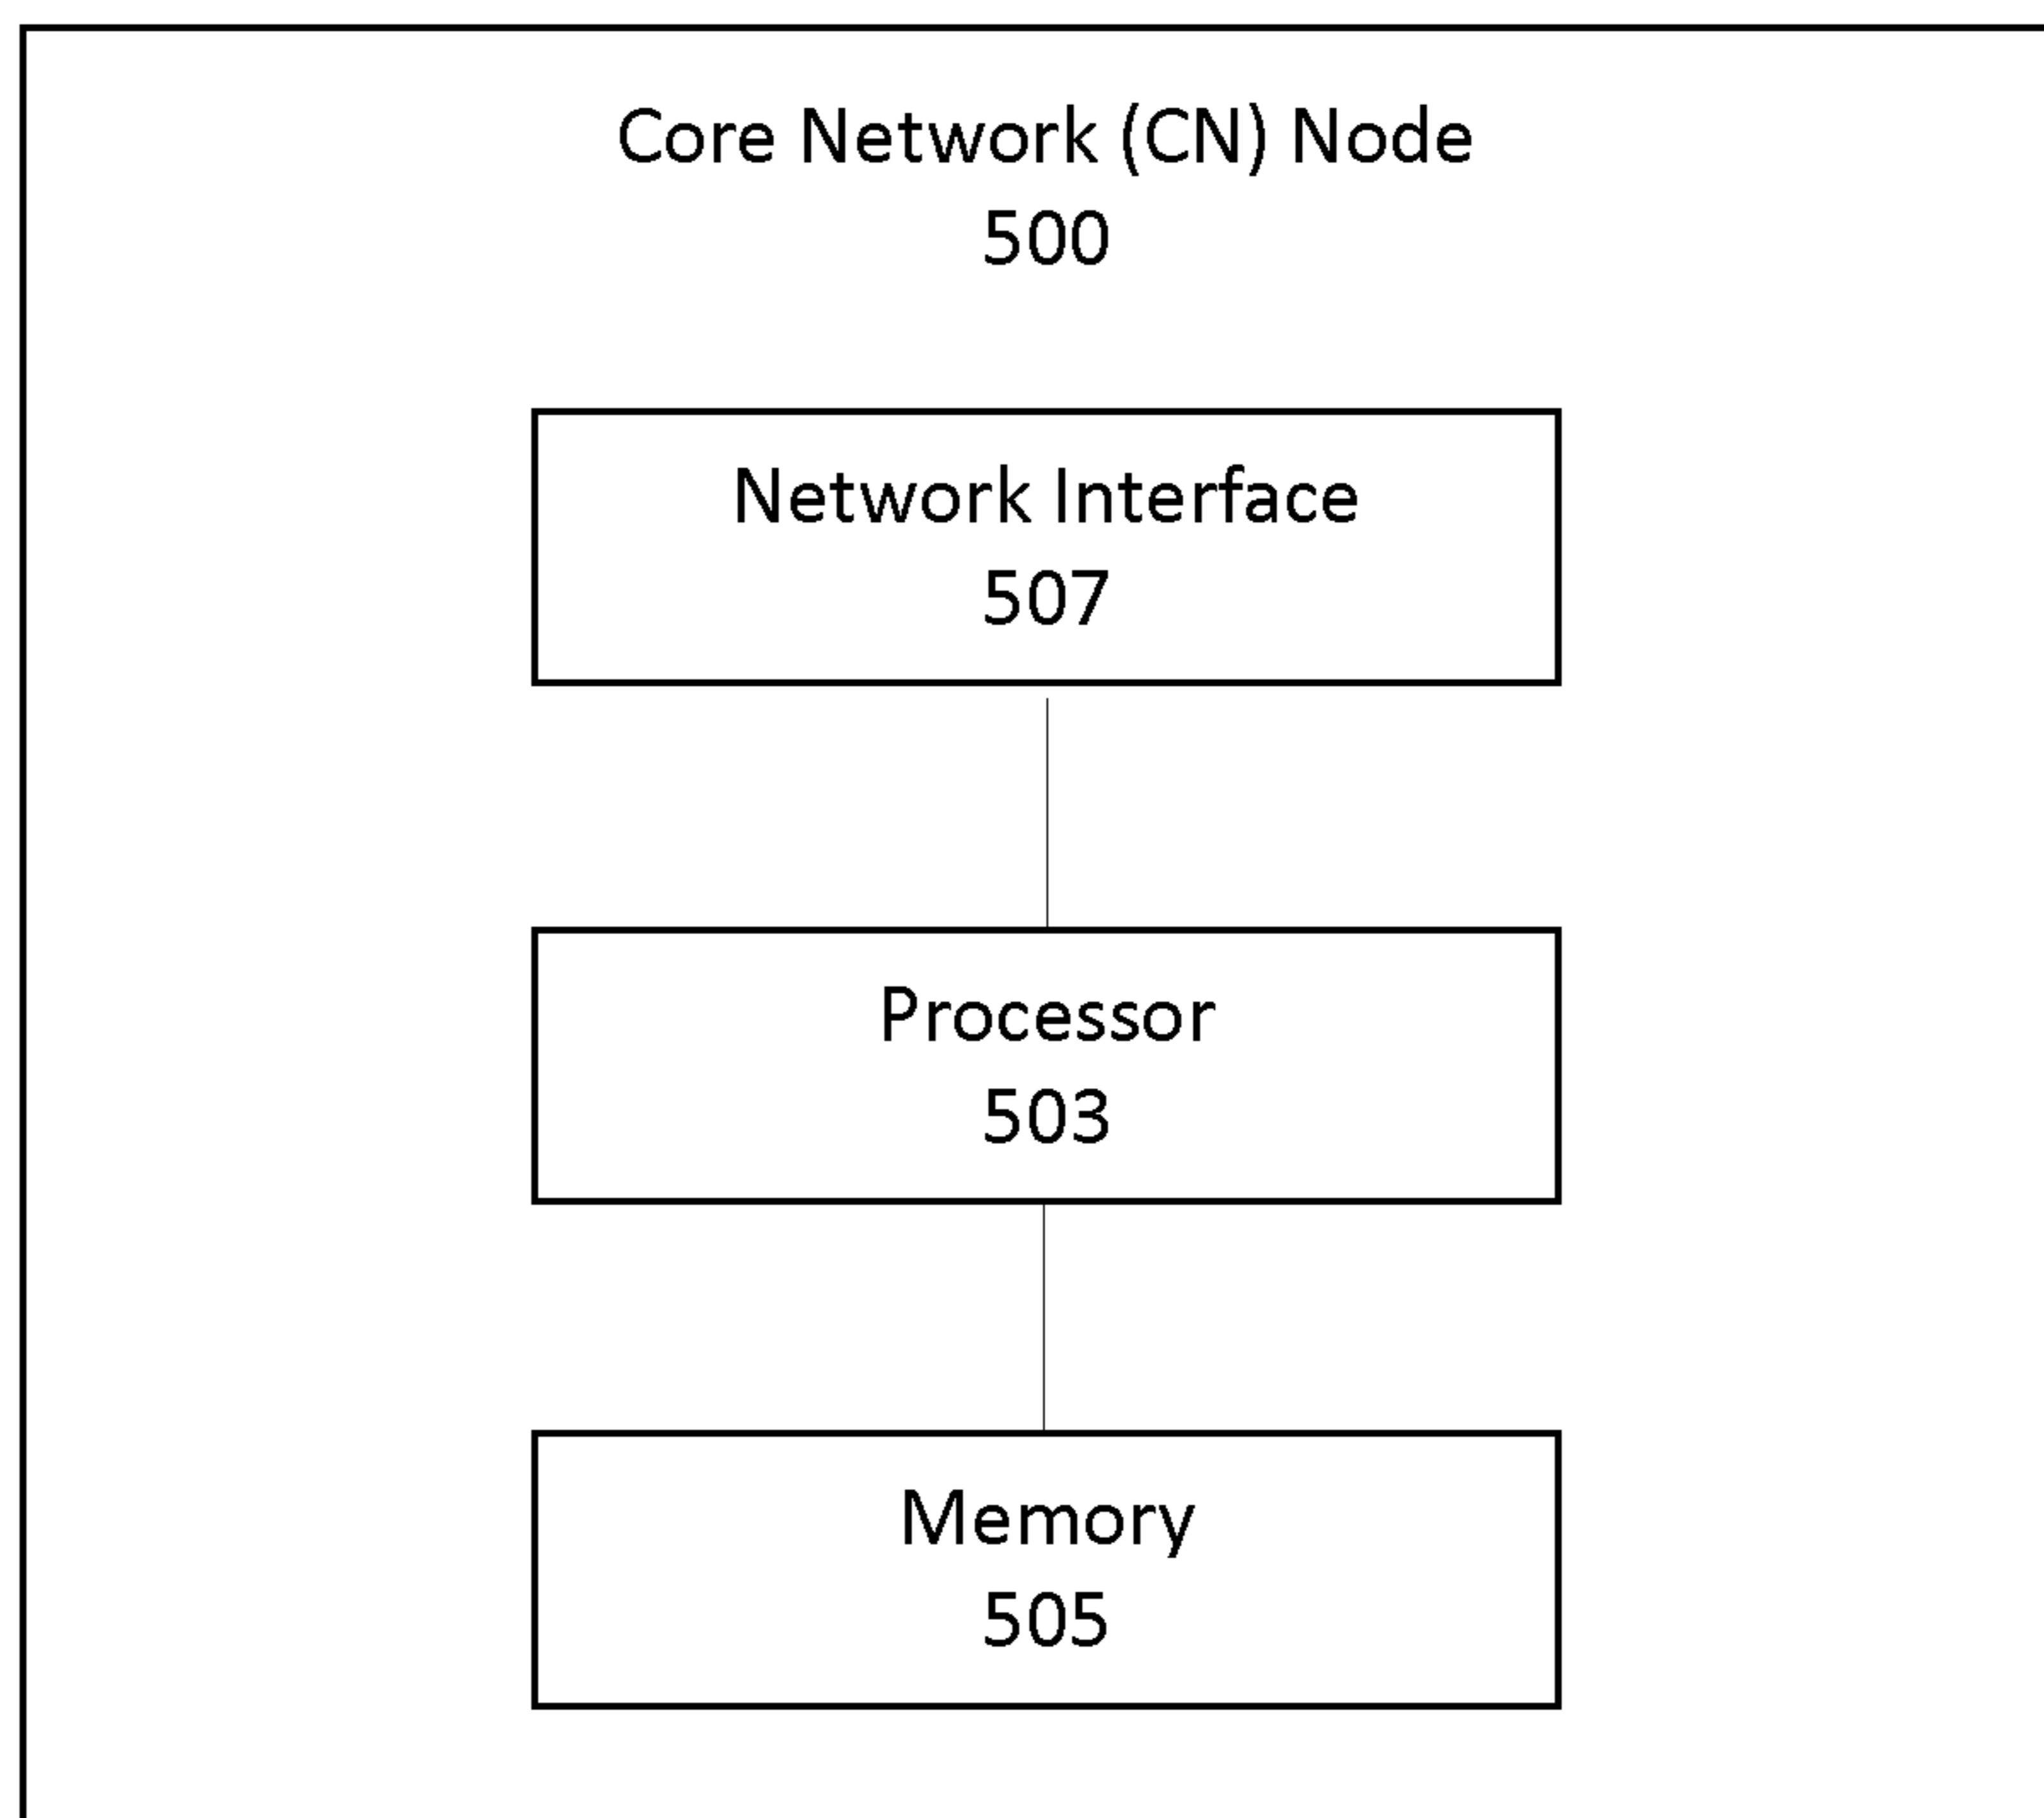 Core Network (CN) Node
500
Network Interface
507
Processor
503
Memory
505